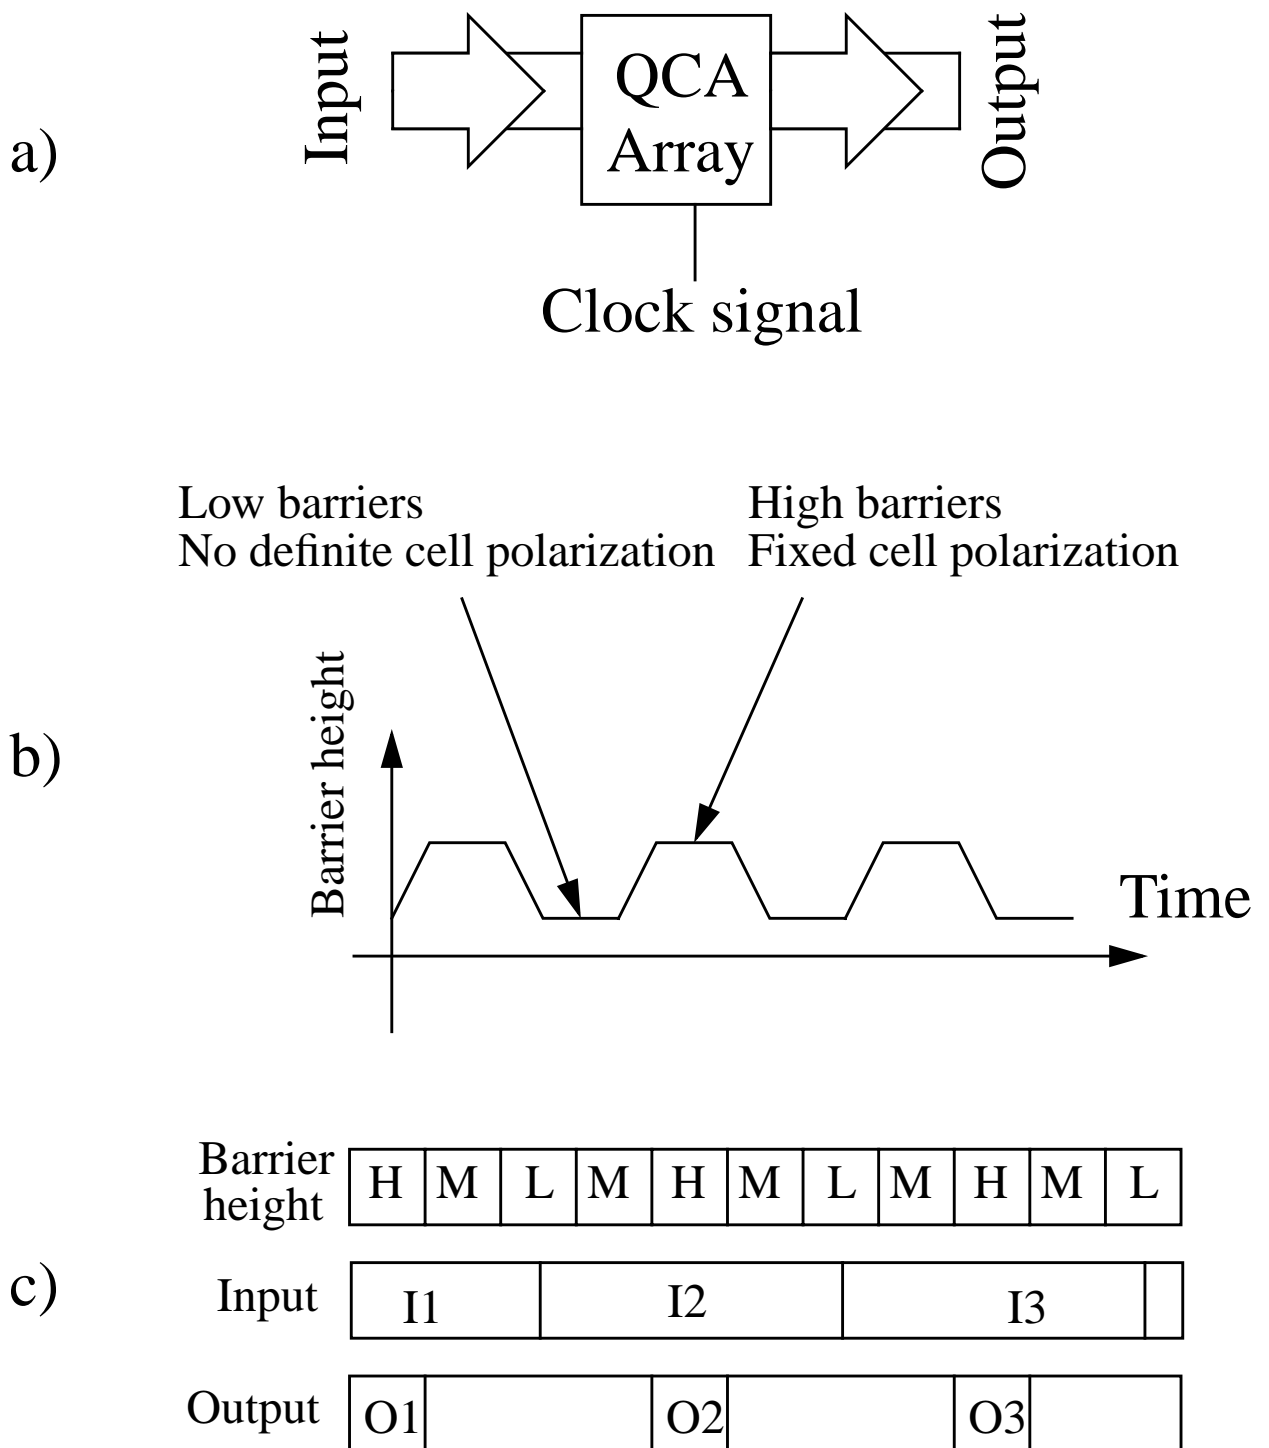 a)
Input
QCA
Array
Output
Clock signal
Low barriers
No definite cell polarization
High barriers
Fixed cell polarization
b)
Barrier height
Time
c)
Barrier
height
H M L M H M L M H M L
Input
I1 I2 I3
Output
O1 O2 O3